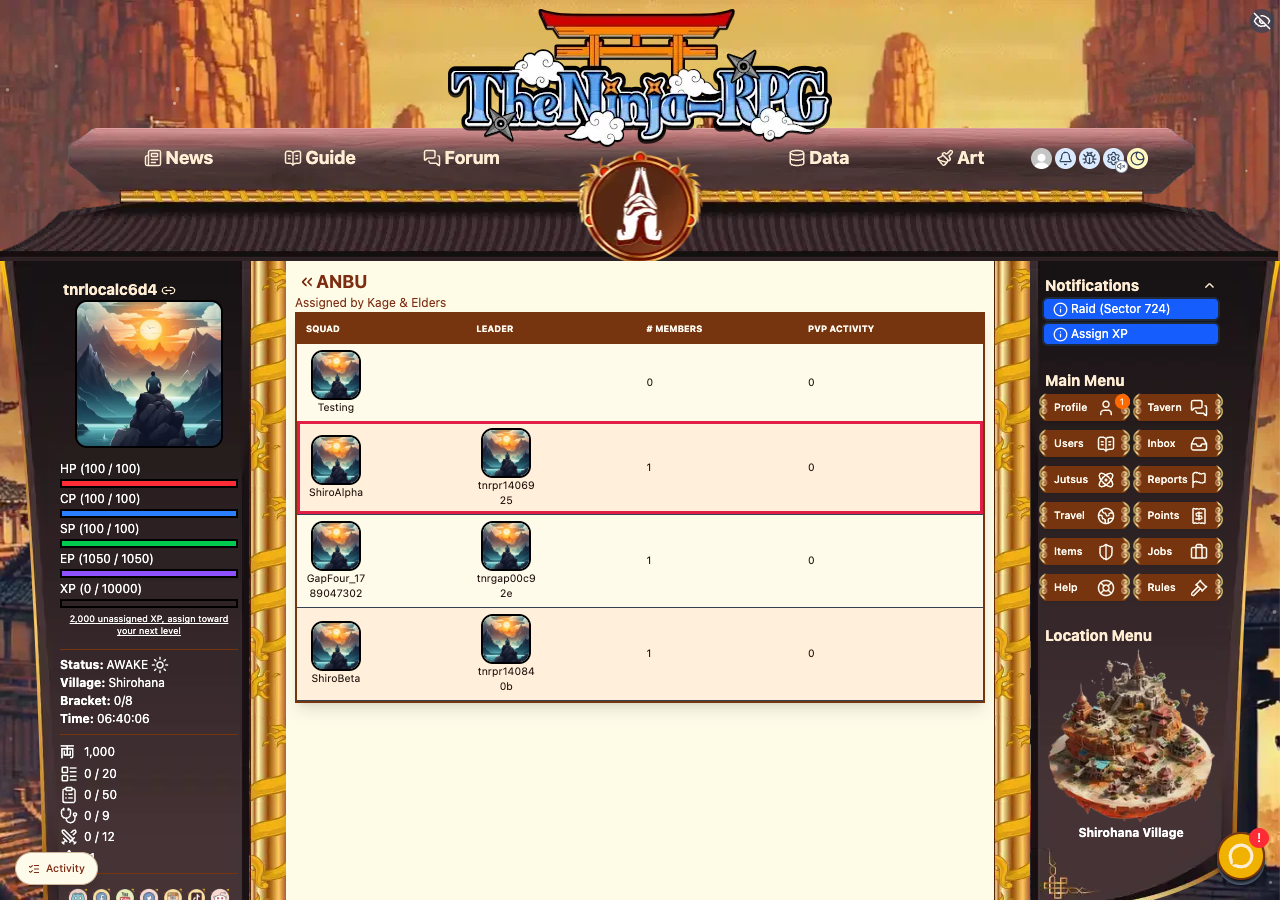 TheNinja-RPG
News
Guide
Forum
Data
Art
tnrlocalc6d4
HP (100 / 100)
CP (100 / 100)
SP (100 / 100)
EP (1050 / 1050)
XP (0 / 10000)
2,000 unassigned XP, assign toward
your next level
Status: AWAKE
Village: Shirohana
Bracket: 0/8
Time: 06:40:06
両 1,000
0 / 20
0 / 50
0 / 9
0 / 12
Activity
« ANBU
Assigned by Kage & Elders
SQUAD LEADER # MEMBERS PVP ACTIVITY
Testing
0 0
ShiroAlpha
tnrpr14069
25
1 0
GapFour_17
89047302
tnrgap00c9
2e
1 0
ShiroBeta
tnrpr14084
0b
1 0
Notifications
Raid (Sector 724)
Assign XP
Main Menu
Profile 1
Tavern
Users
Inbox
Jutsus
Reports
Travel
Points
Items
Jobs
Help
Rules
Location Menu
Shirohana Village
!